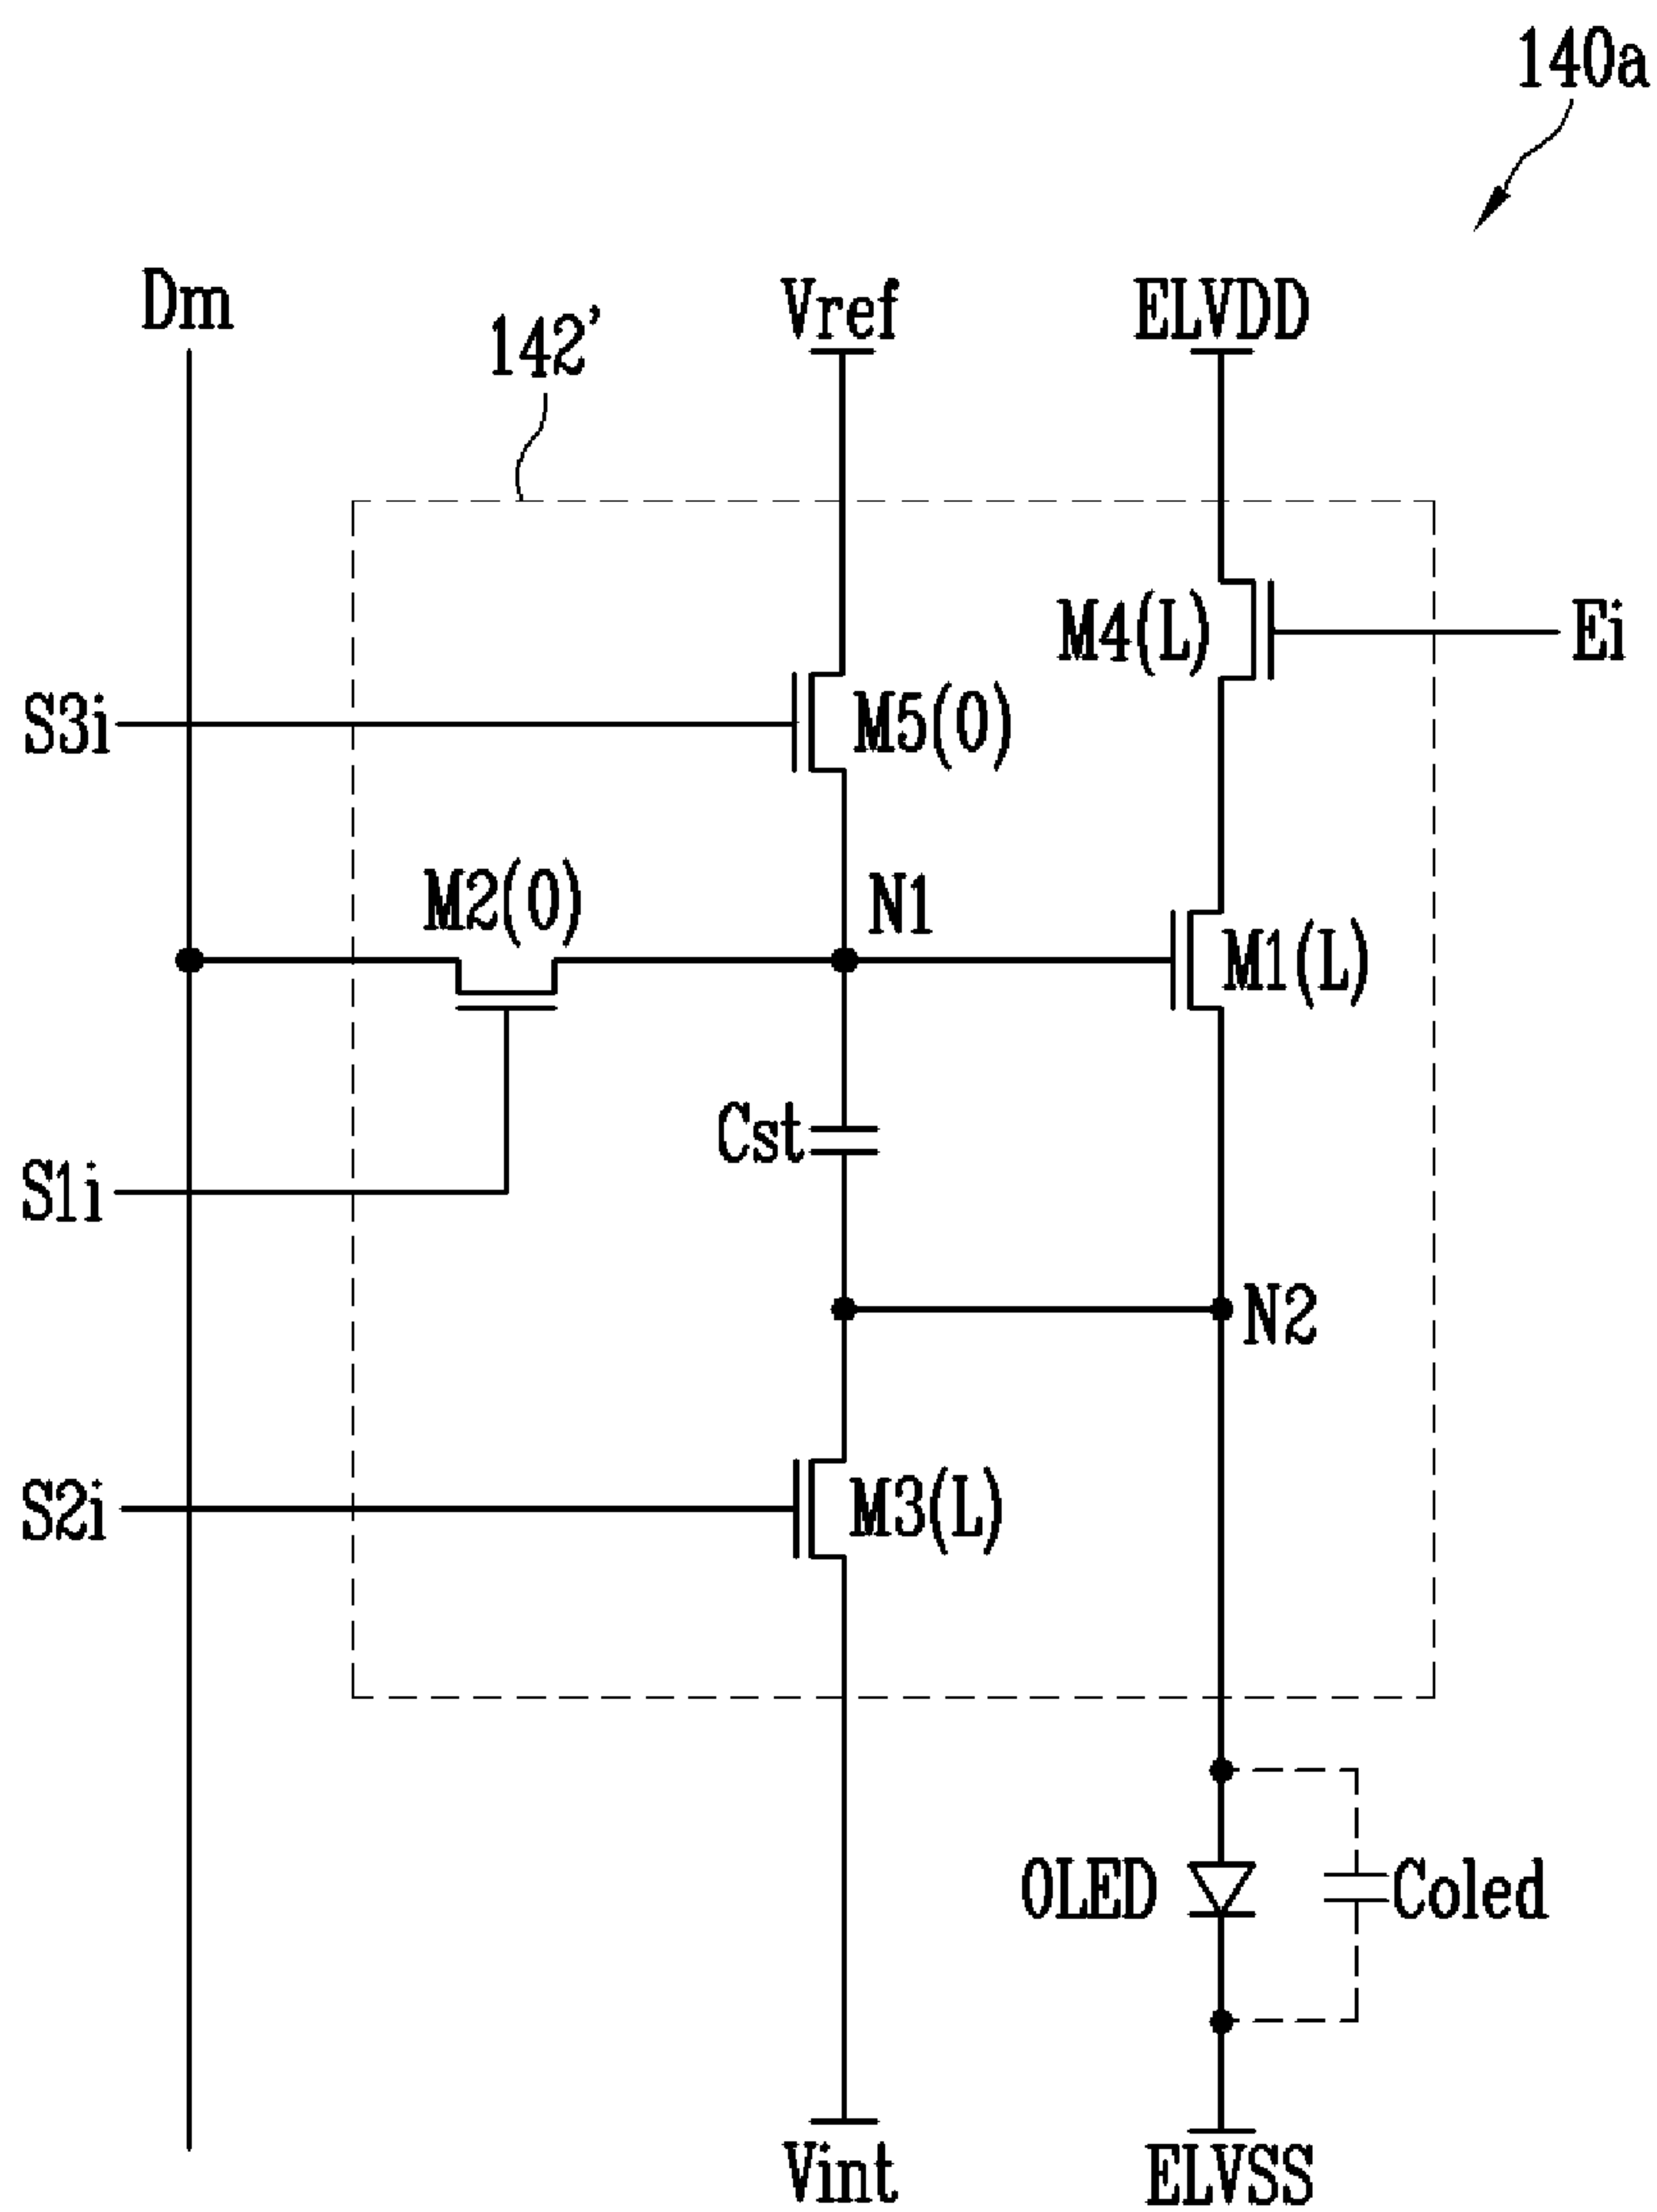 140a
Dm
Vref
ELVDD
142'
M4(L)
Ei
S3i
M5(O)
M2(O)
N1
M1(L)
Cst
S1i
N2
S2i
M3(L)
OLED
Coled
Vint
ELVSS